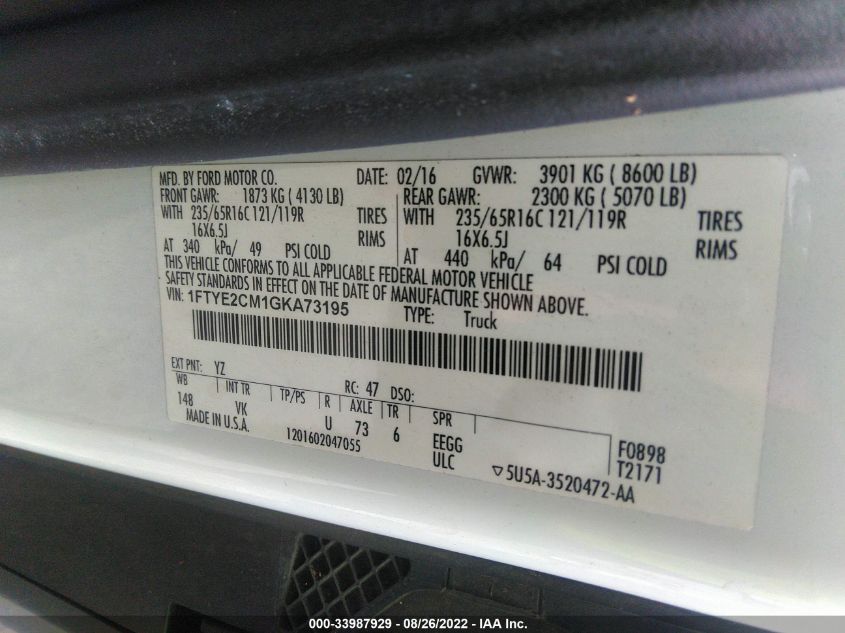 MFD. BY FORD MOTOR CO. DATE: 02/16 GVWR: 3901 KG ( 8600 LB)
FRONT GAWR: 1873 KG ( 4130 LB) REAR GAWR: 2300 KG ( 5070 LB)
WITH 235/65R16C 121/119R TIRES WITH 235/65R16C 121/119R TIRES
16X6.5J RIMS 16X6.5J RIMS
AT 340 kPa/ 49 PSI COLD AT 440 kPa/ 64 PSI COLD
THIS VEHICLE CONFORMS TO ALL APPLICABLE FEDERAL MOTOR VEHICLE
SAFETY STANDARDS IN EFFECT ON THE DATE OF MANUFACTURE SHOWN ABOVE.
VIN: 1FTYE2CM1GKA73195 TYPE: Truck
EXT PNT: YZ RC: 47 DSO:
WB INT TR TP/PS R AXLE TR SPR
148 VK U 73 6 EEGG F0898
MADE IN U.S.A. 1201602047055 ULC T2171
▽5U5A-3520472-AA
000-33987929 - 08/26/2022 - IAA Inc.